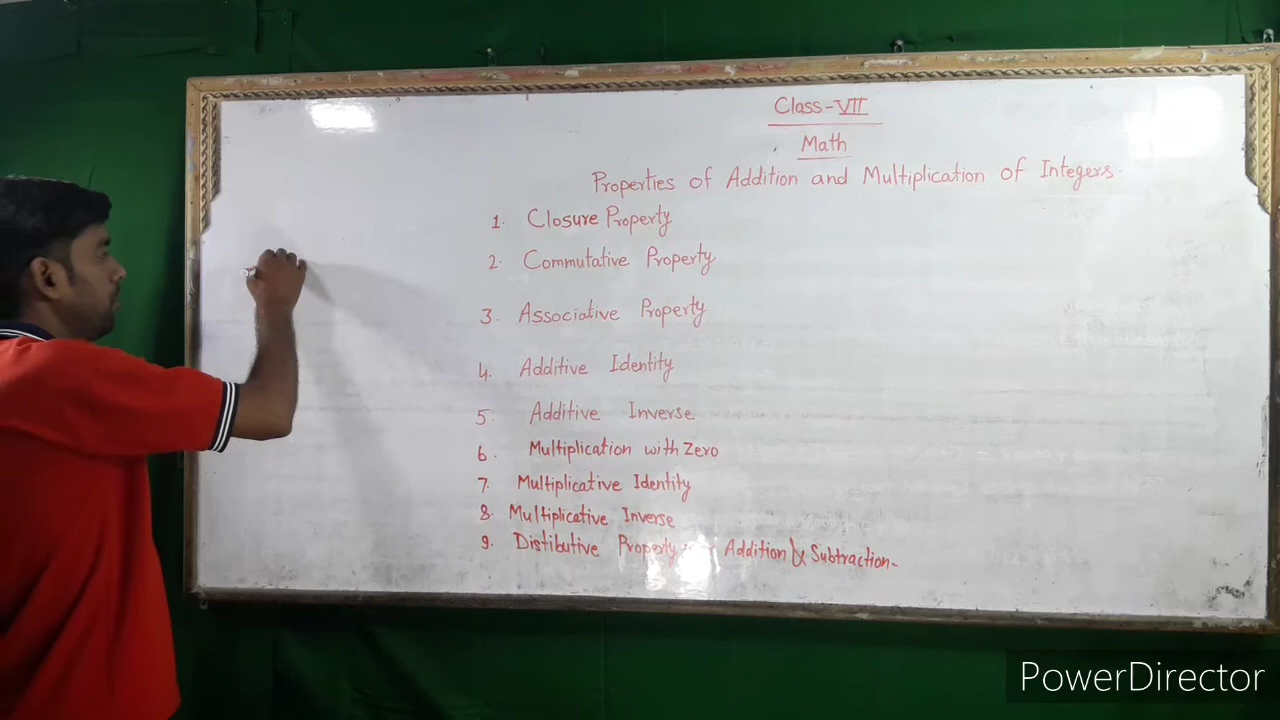 Class-VII
Math
Properties of Addition and Multiplication of Integers.
1. Closure Property
2. Commutative Property
3. Associative Property
4. Additive Identity
5. Additive Inverse
6. Multiplication with Zero
7. Multiplicative Identity
8. Multiplicative Inverse
9. Distibutive Property Addition & Subtraction-
PowerDirector